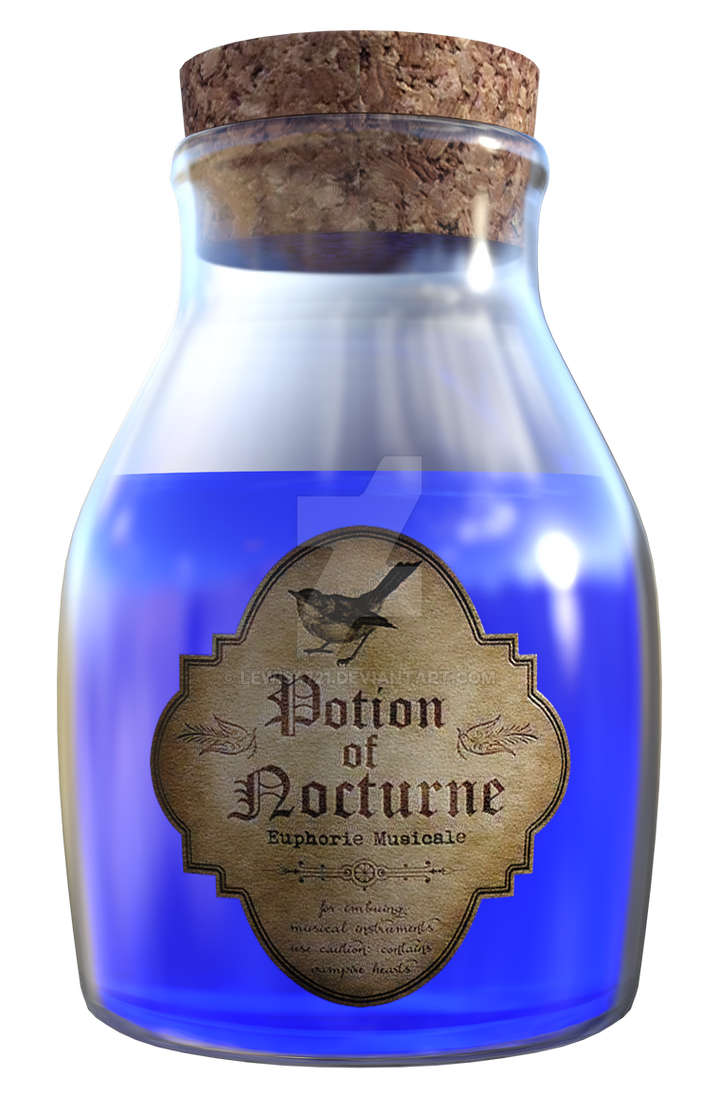 Potion
of
Nocturne
Euphorie Musicale
for imbuing:
musical instruments
use caution: contains
vampire hearts